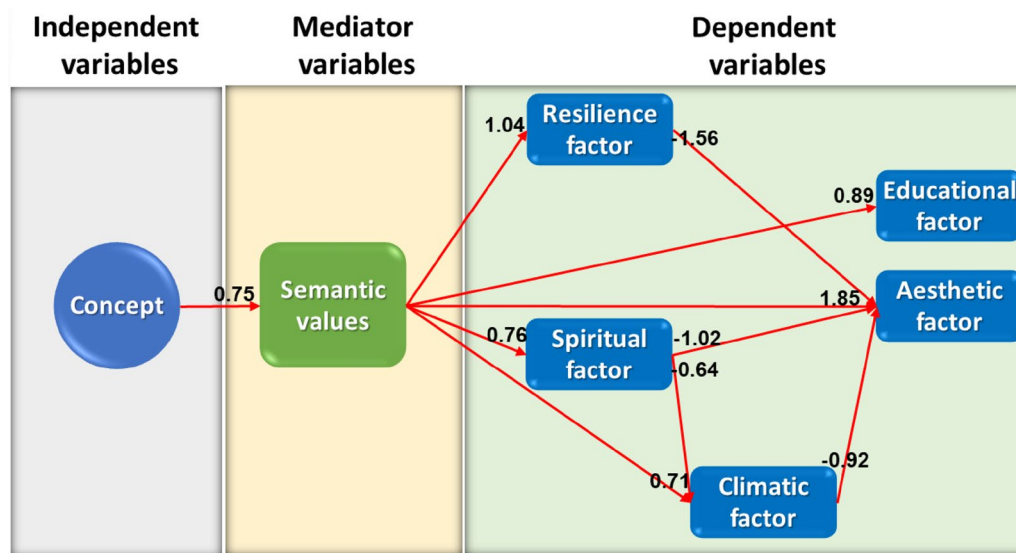 Independent
variables
Mediator
variables
Dependent
variables
Concept
0.75
Semantic
values
1.04
Resilience
factor
-1.56
0.89
Educational
factor
1.85
Aesthetic
factor
0.76
Spiritual
factor
-1.02
-0.64
0.71
Climatic
factor
-0.92